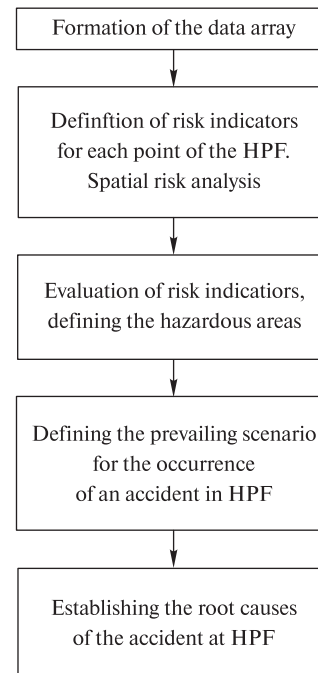 Formation of the data array
Definftion of risk indicators
for each point of the HPF.
Spatial risk analysis
Evaluation of risk indicatiors,
defining the hazardous areas
Defining the prevailing scenario
for the occurrence
of an accident in HPF
Establishing the root causes
of the accident at HPF